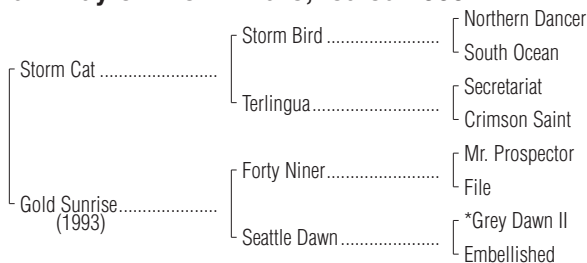 Northern Dancer
Storm Bird ........................
South Ocean
Storm Cat .........................
Secretariat
Terlingua...........................
Crimson Saint
Mr. Prospector
Forty Niner........................
File
Gold Sunrise.....................
(1993)
*Grey Dawn II
Seattle Dawn .....................
Embellished